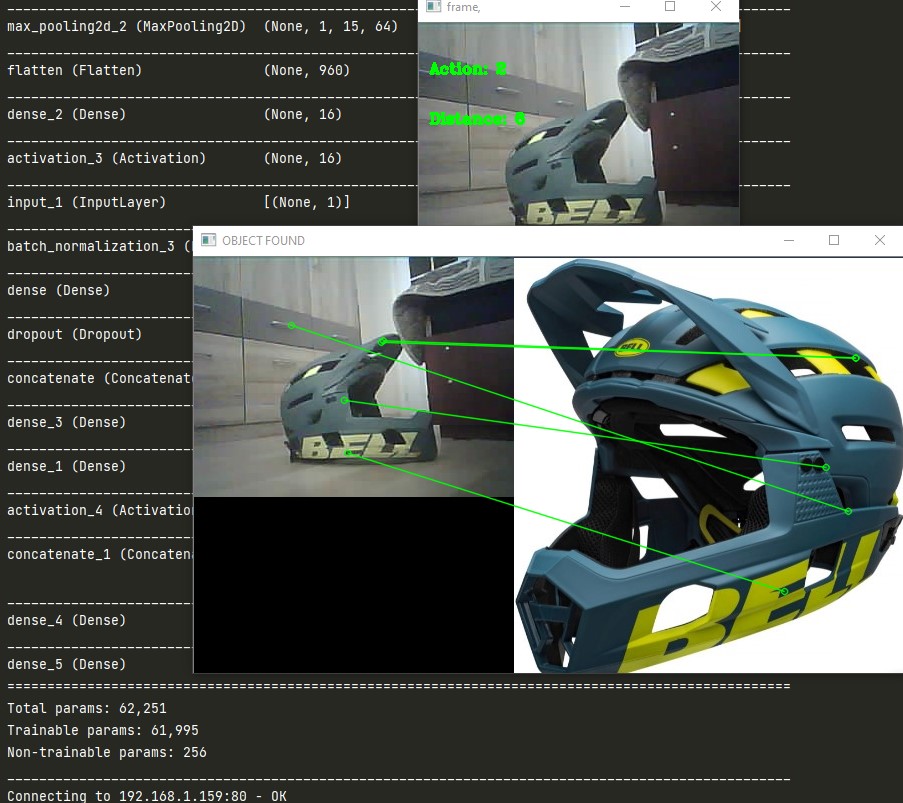 max_pooling2d_2 (MaxPooling2D) (None, 1, 15, 64)
flatten (Flatten) (None, 960)
dense_2 (Dense) (None, 16)
activation_3 (Activation) (None, 16)
input_1 (InputLayer) [(None, 1)]
batch_normalization_3 (
dense (Dense)
dropout (Dropout)
concatenate (Concatenat
dense_3 (Dense)
dense_1 (Dense)
activation_4 (Activatio
concatenate_1 (Concaten
dense_4 (Dense)
dense_5 (Dense)
Total params: 62,251
Trainable params: 61,995
Non-trainable params: 256
Connecting to 192.168.1.159:80 - OK
frame,
Action:
Distance:
BELL
OBJECT FOUND
BELL
BELL
BELL